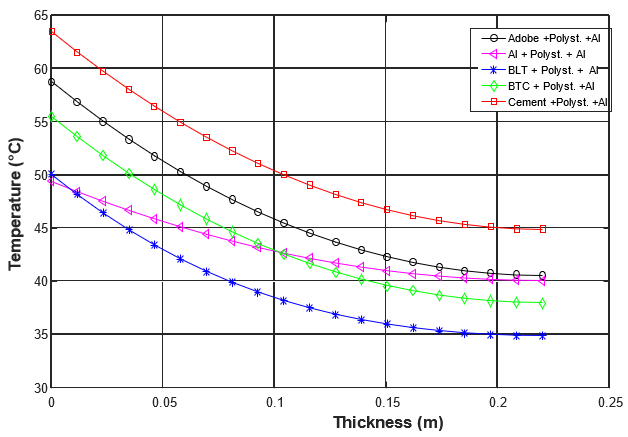 65
60
55
50
45
40
35
30
Temperature (°C)
0
0.05
0.1
0.15
0.2
0.25
Thickness (m)
Adobe +Polyst. +Al
Al + Polyst. + Al
BLT + Polyst. + Al
BTC + Polyst. +Al
Cement +Polyst. +Al